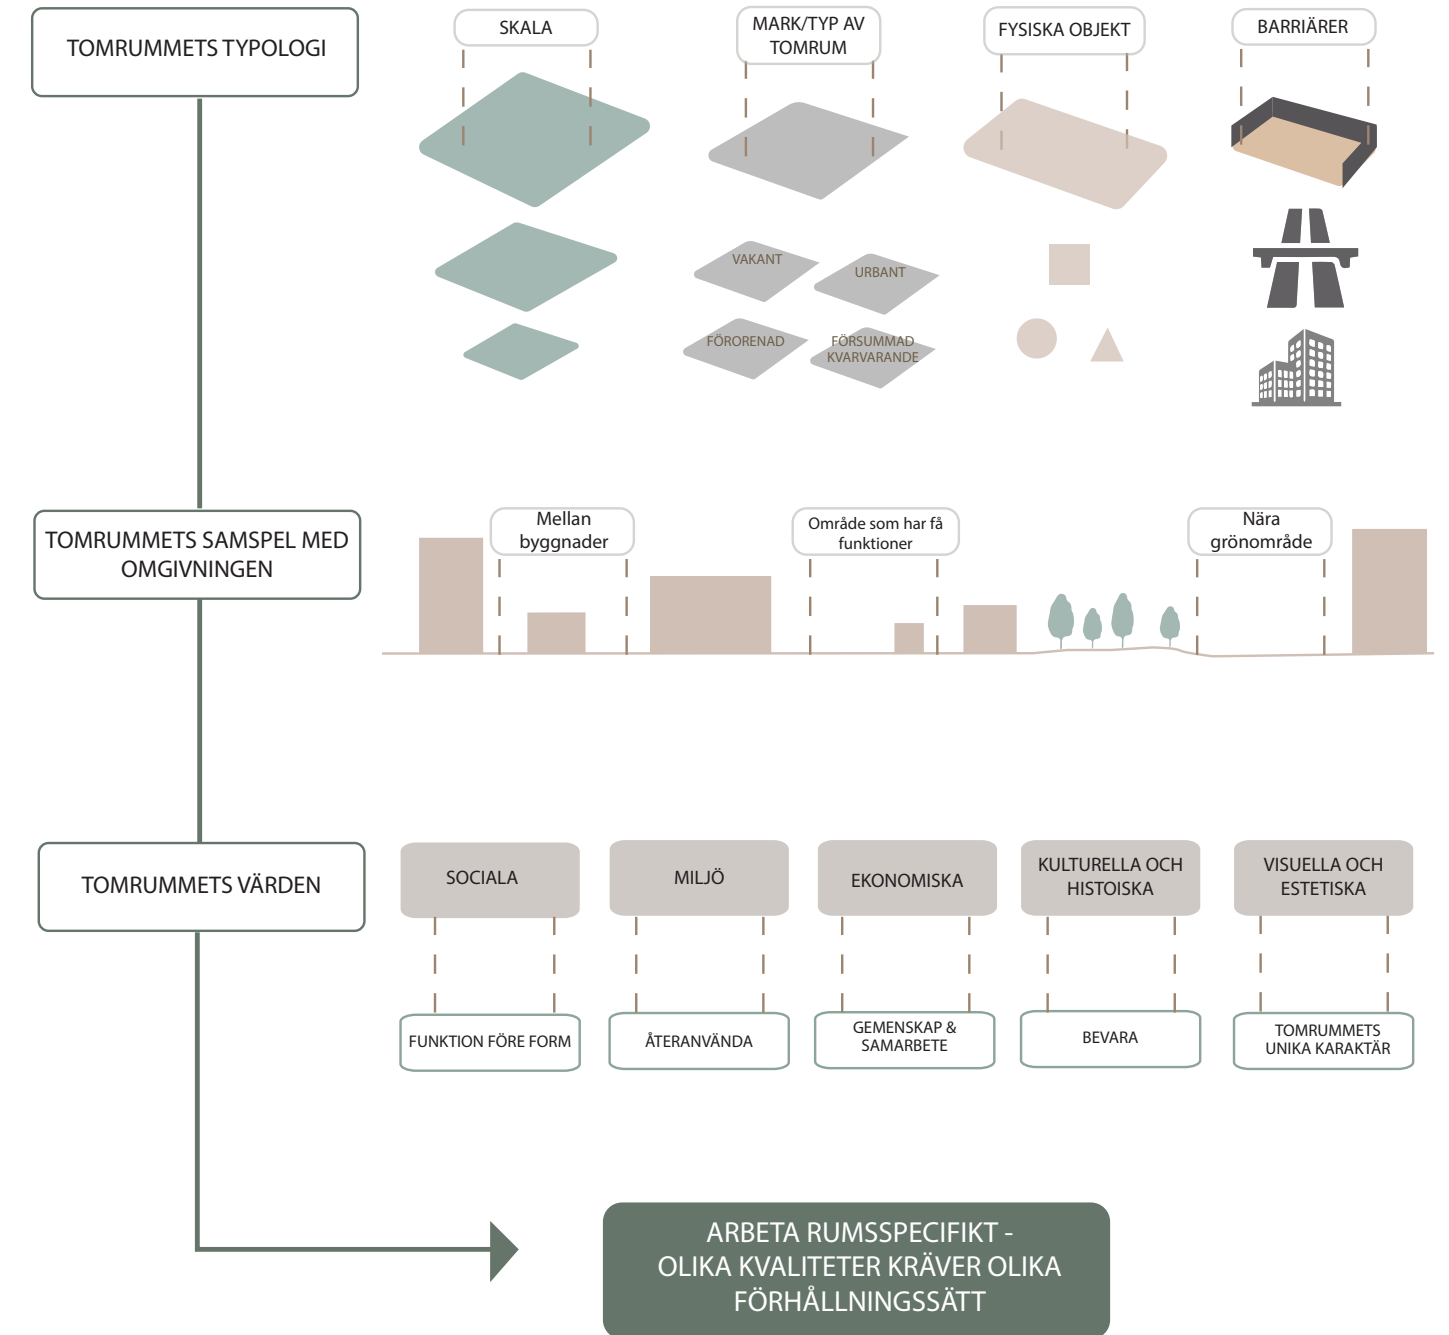 TOMRUMMETS TYPOLOGI
SKALA
MARK/TYP AV
TOMRUM
FYSISKA OBJEKT
BARRIÄRER
VAKANT
URBANT
FÖRORENAD
FÖRSUMMAD
KVARVARANDE
TOMRUMMETS SAMSPEL MED
OMGIVNINGEN
Mellan
byggnader
Område som har få
funktioner
Nära
grönområde
TOMRUMMETS VÄRDEN
SOCIALA
MILJÖ
EKONOMISKA
KULTURELLA OCH
HISTOISKA
VISUELLA OCH
ESTETISKA
FUNKTION FÖRE FORM
ÅTERANVÄNDA
GEMENSKAP &
SAMARBETE
BEVARA
TOMRUMMETS
UNIKA KARAKTÄR
ARBETA RUMSSPECIFIKT -
OLIKA KVALITETER KRÄVER OLIKA
FÖRHÅLLNINGSSÄTT